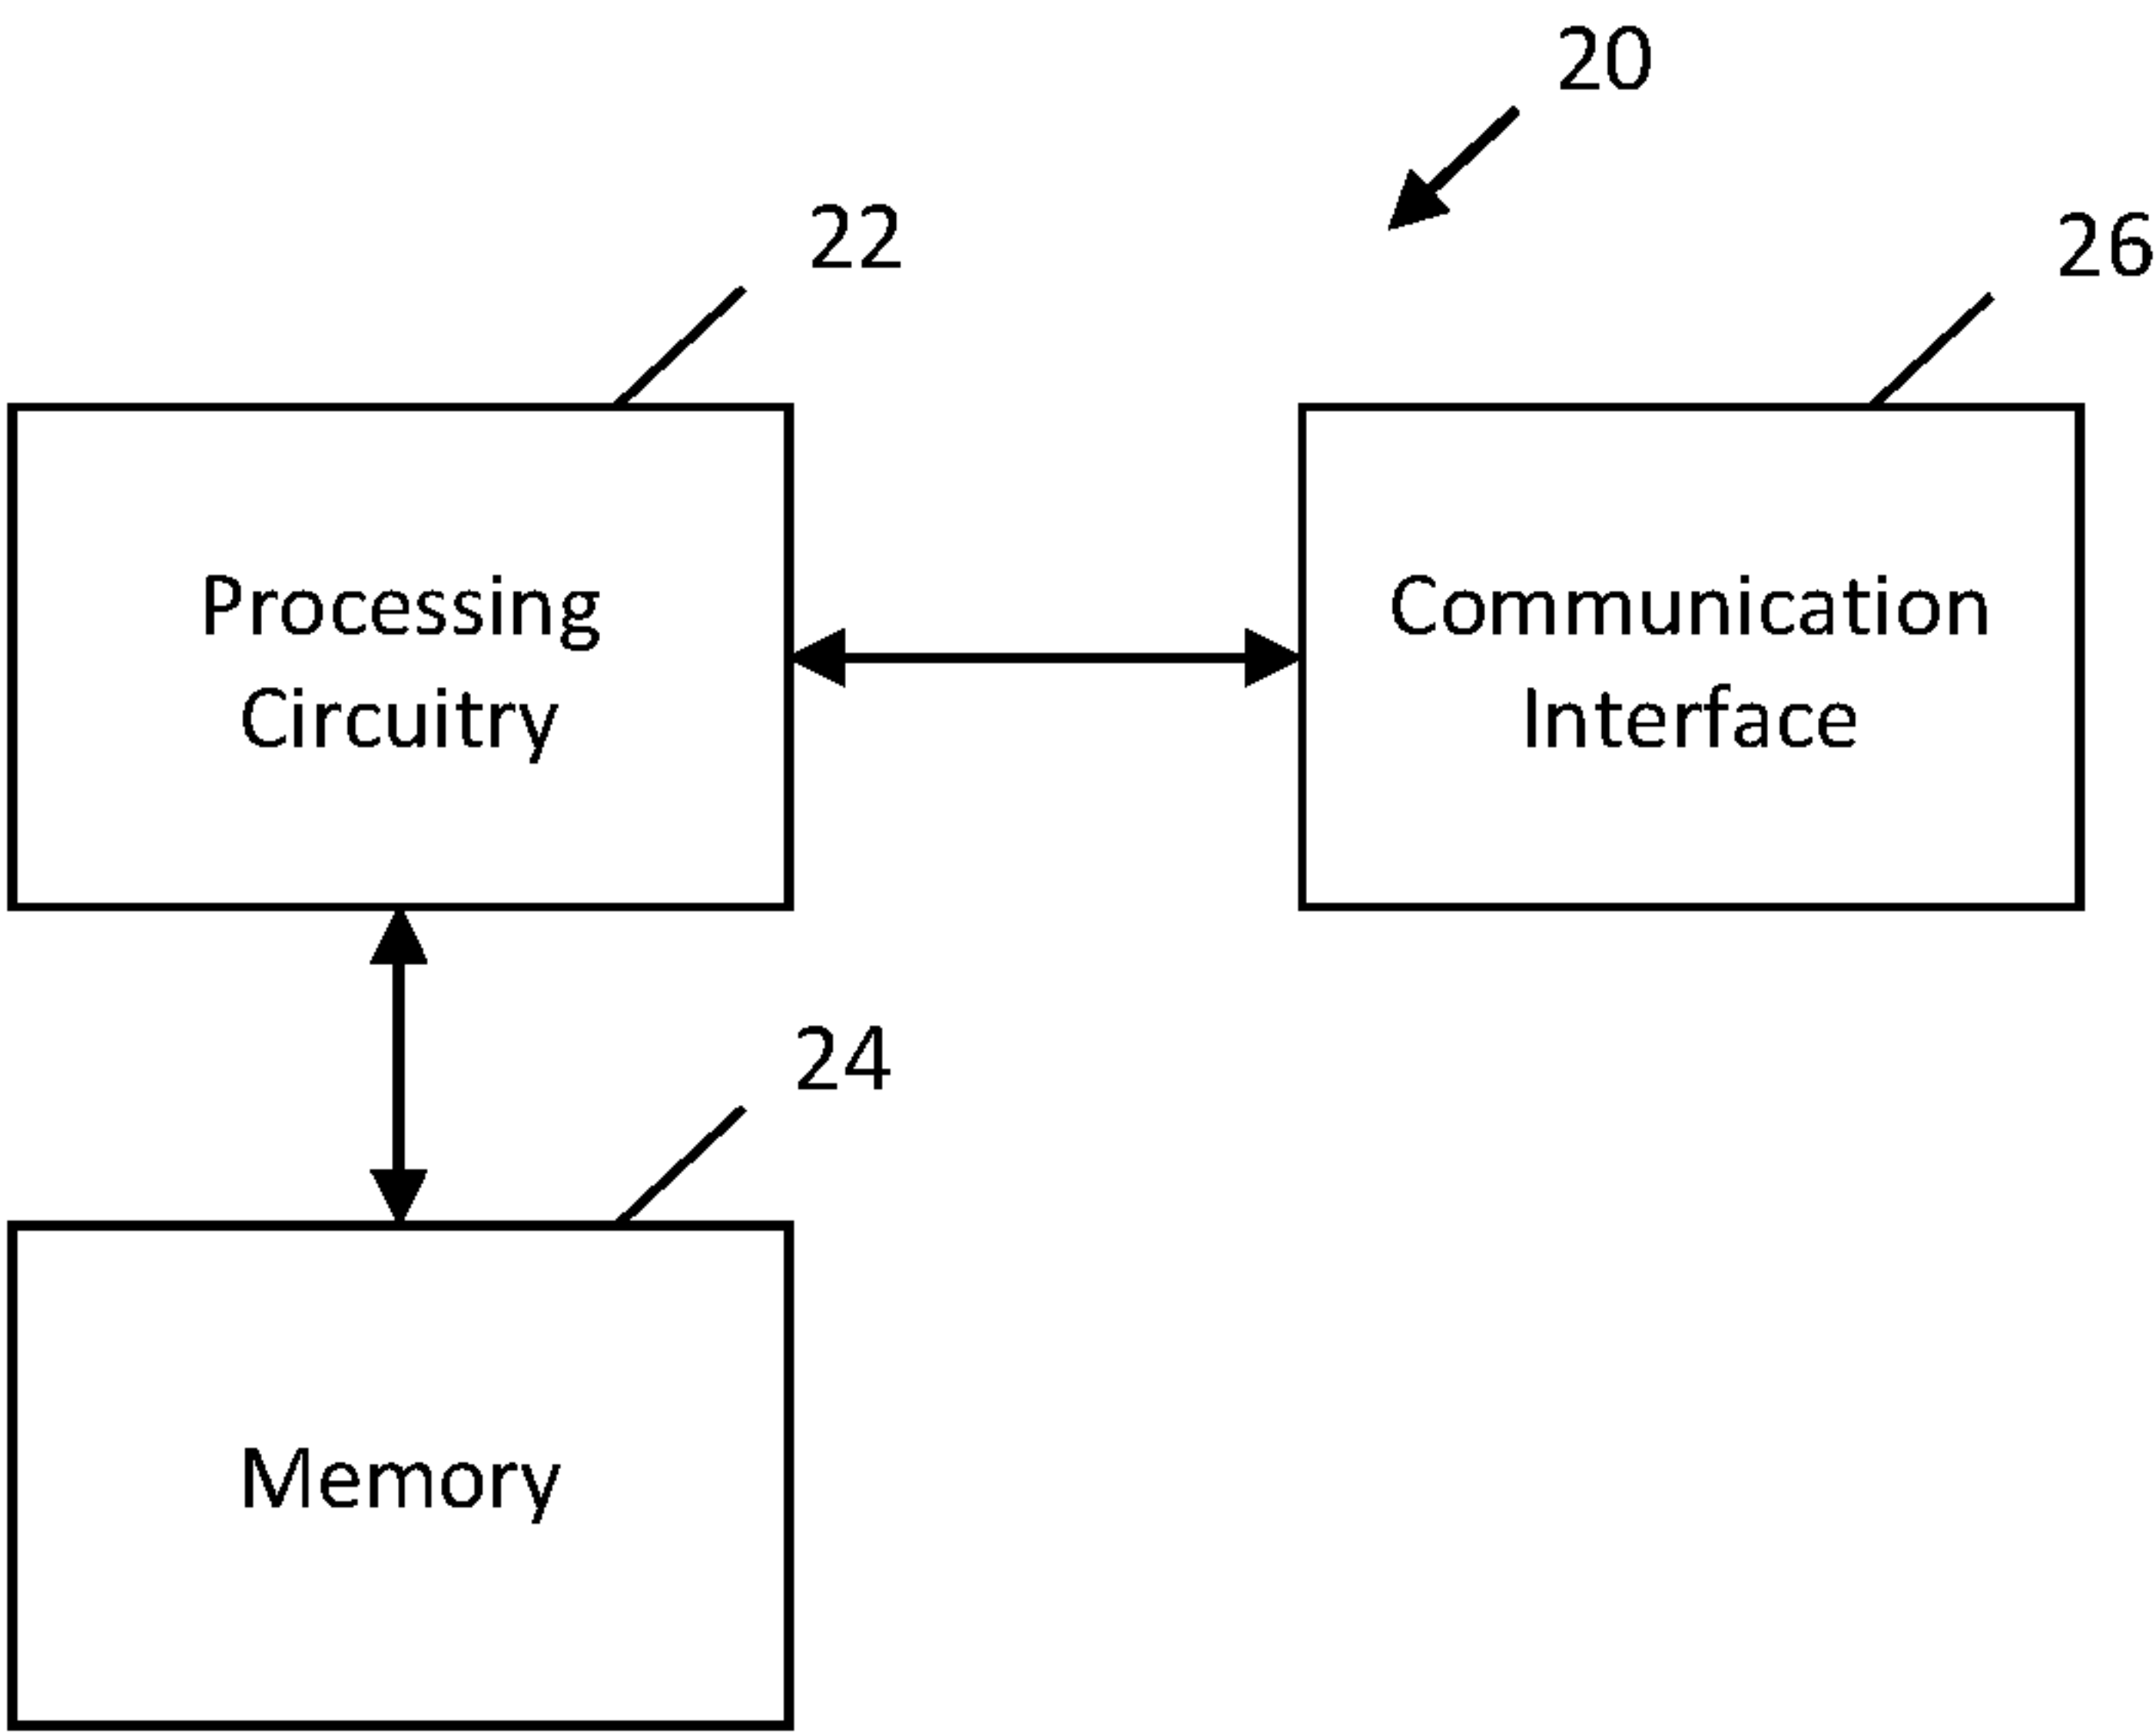 20
22
26
Processing
Circuitry
Communication
Interface
24
Memory